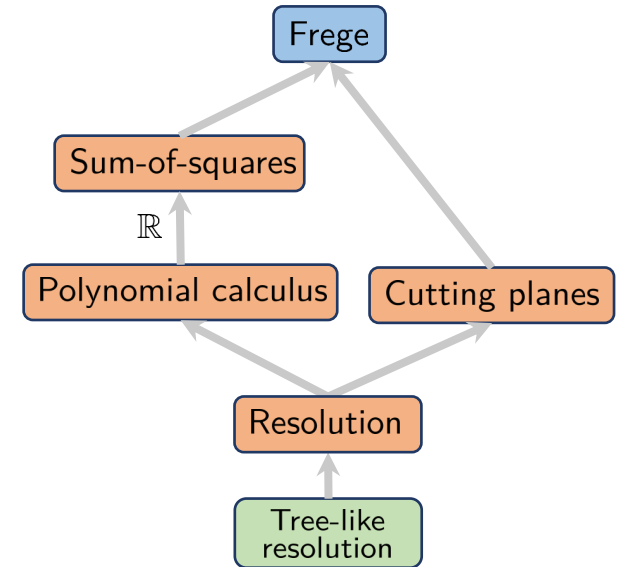 Frege
Sum-of-squares
ℝ
Polynomial calculus
Cutting planes
Resolution
Tree-like
resolution